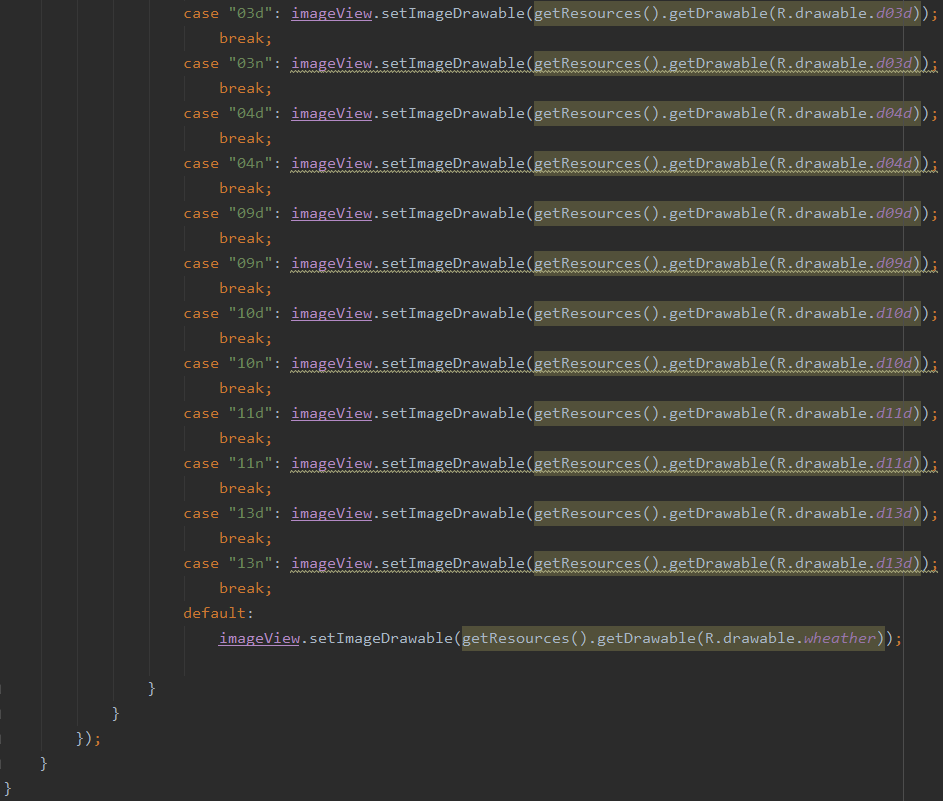 case "03d": imageView.setImageDrawable(getResources().getDrawable(R.drawable.d03d));
break;
case "03n": imageView.setImageDrawable(getResources().getDrawable(R.drawable.d03d));
break;
case "04d": imageView.setImageDrawable(getResources().getDrawable(R.drawable.d04d));
break;
case "04n": imageView.setImageDrawable(getResources().getDrawable(R.drawable.d04d));
break;
case "09d": imageView.setImageDrawable(getResources().getDrawable(R.drawable.d09d));
break;
case "09n": imageView.setImageDrawable(getResources().getDrawable(R.drawable.d09d));
break;
case "10d": imageView.setImageDrawable(getResources().getDrawable(R.drawable.d10d));
break;
case "10n": imageView.setImageDrawable(getResources().getDrawable(R.drawable.d10d));
break;
case "11d": imageView.setImageDrawable(getResources().getDrawable(R.drawable.d11d));
break;
case "11n": imageView.setImageDrawable(getResources().getDrawable(R.drawable.d11d));
break;
case "13d": imageView.setImageDrawable(getResources().getDrawable(R.drawable.d13d));
break;
case "13n": imageView.setImageDrawable(getResources().getDrawable(R.drawable.d13d));
break;
default:
imageView.setImageDrawable(getResources().getDrawable(R.drawable.wheather));
}
}
});
}
}